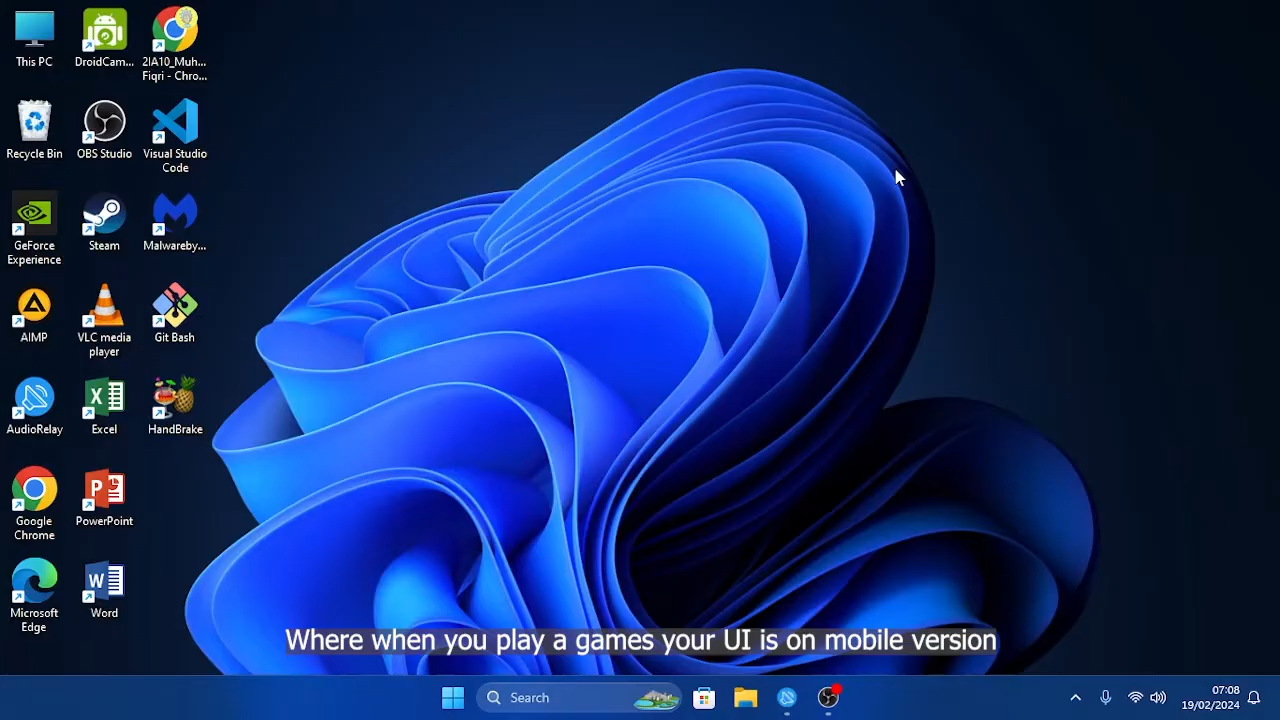 This PC
DroidCam...
2IA10_Muh...
Fiqri - Chro...
Recycle Bin
OBS Studio
Visual Studio
Code
GeForce
Experience
Steam
Malwareby...
AIMP
VLC media
player
Git Bash
AudioRelay
Excel
HandBrake
Google
Chrome
PowerPoint
Microsoft
Edge
Word
Where when you play a games your UI is on mobile version
Search
07:08
19/02/2024